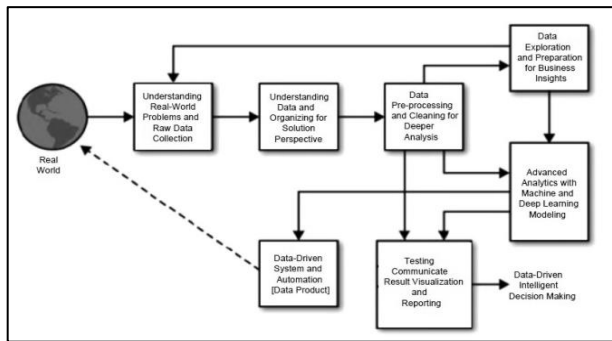 Data
Exploration
and Preparation
for Business
Insights
Understanding
Real-World
Problems and
Raw Data
Collection
Understanding
Data and
Organizing for
Solution
Perspective
Data
Pre-processing
and Cleaning for
Deeper
Analysis
Real
World
Advanced
Analytics with
Machine and
Deep Learning
Modeling
Data-Driven
System and
Automation
[Data Product]
Testing
Communicate
Result Visualization
and
Reporting
Data-Driven
Intelligent
Decision Making